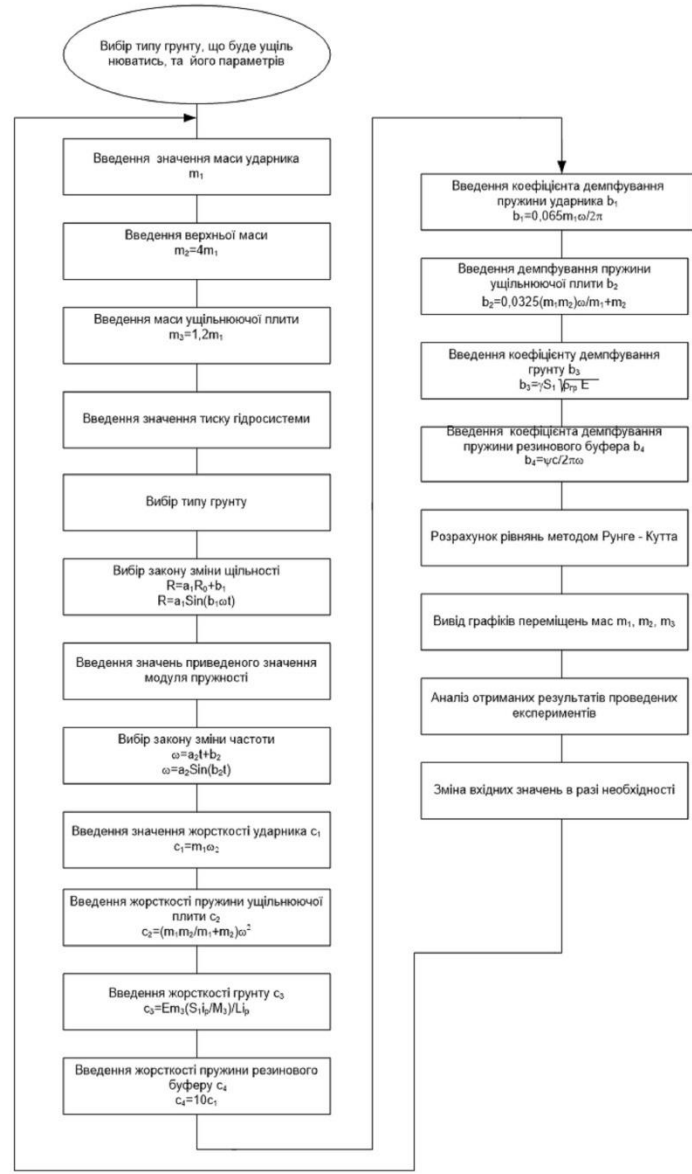 Вибір типу грунту, що буде ущіль
нюватись, та його параметрів
Введення значення маси ударника
m₁
Введення верхньої маси
m₂=4m₁
Введення маси ущільнюючої плити
m₃=1,2m₁
Введення значення тиску гідросистеми
Вибір типу грунту
Вибір закону зміни щільності
R=a₁R₀+b₁
R=a₁Sin(b₁ωt)
Введення значень приведеного значення
модуля пружності
Вибір закону зміни частоти
ω=a₂t+b₂
ω=a₂Sin(b₂t)
Введення значення жорсткості ударника c₁
c₁=m₁ω₂
Введення жорсткості пружини ущільнюючої
плити c₂
c₂=(m₁m₂/m₁+m₂)ω²
Введення жорсткості грунту c₃
c₃=Em₃(S₁iₚ/M₃)/Liₚ
Введення жорсткості пружини резинового
буферу c₄
c₄=10c₁
Введення коефіцієнта демпфування
пружини ударника b₁
b₁=0,065m₁ω/2π
Введення демпфування пружини
ущільнюючої плити b₂
b₂=0,0325(m₁m₂)ω/m₁+m₂
Введення коефіцієнту демпфування
грунту b₃
b₃=γS₁√ρгр E
Введення коефіцієнта демпфування
пружини резинового буфера b₄
b₄=ψc/2πω
Розрахунок рівнянь методом Рунге - Кутта
Вивід графіків переміщень мас m₁, m₂, m₃
Аналіз отриманих результатів проведених
експериментів
Зміна вхідних значень в разі необхідності